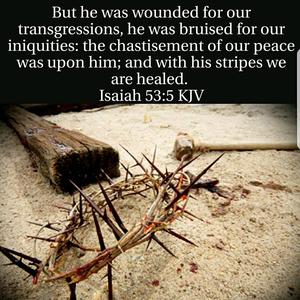 But he was wounded for our
transgressions, he was bruised for our
iniquities: the chastisement of our peace
was upon him; and with his stripes we
are healed.
Isaiah 53:5 KJV